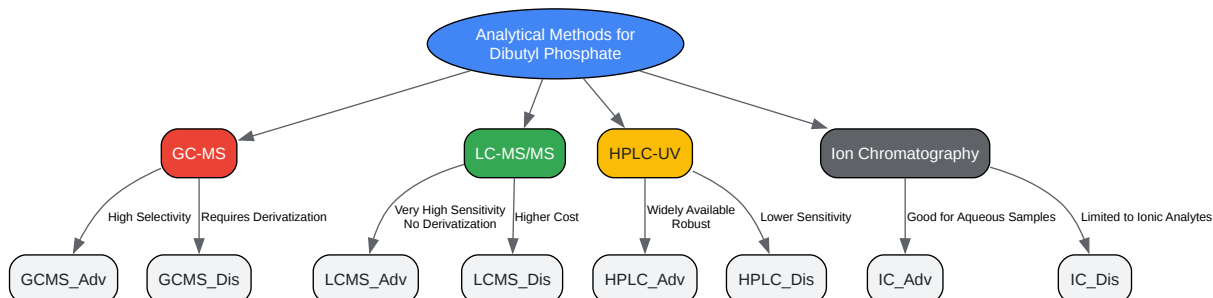 Analytical Methods for
Dibutyl Phosphate
GC-MS
LC-MS/MS
HPLC-UV
Ion Chromatography
High Selectivity
Requires Derivatization
Very High Sensitivity
No Derivatization
Higher Cost
Widely Available
Robust
Lower Sensitivity
Good for Aqueous Samples
Limited to Ionic Analytes
GCMS_Adv
GCMS_Dis
LCMS_Adv
LCMS_Dis
HPLC_Adv
HPLC_Dis
IC_Adv
IC_Dis